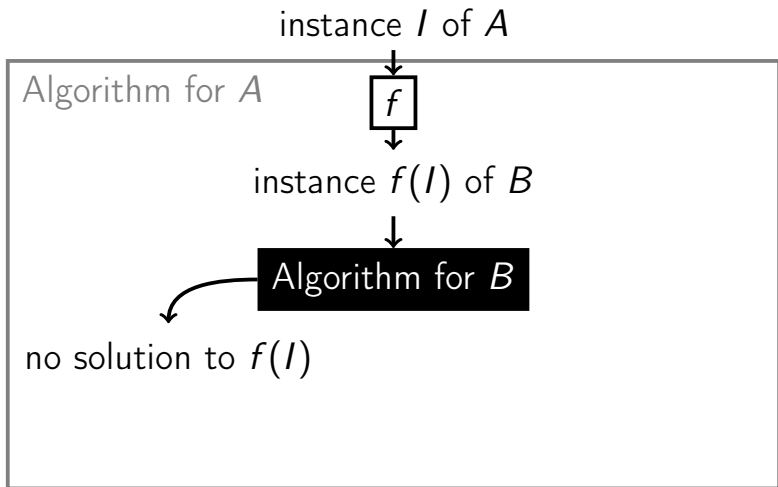 instance I of A
Algorithm for A
f
instance f(I) of B
Algorithm for B
no solution to f(I)